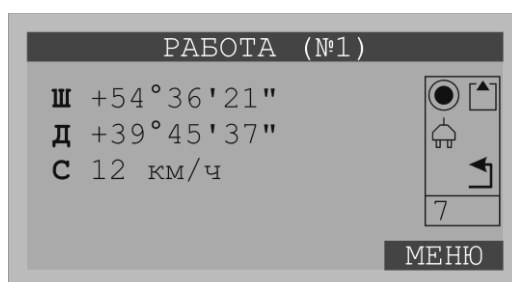 РАБОТА (№1)
Ш +54°36'21"
Д +39°45'37"
С 12 км/ч
7
МЕНЮ